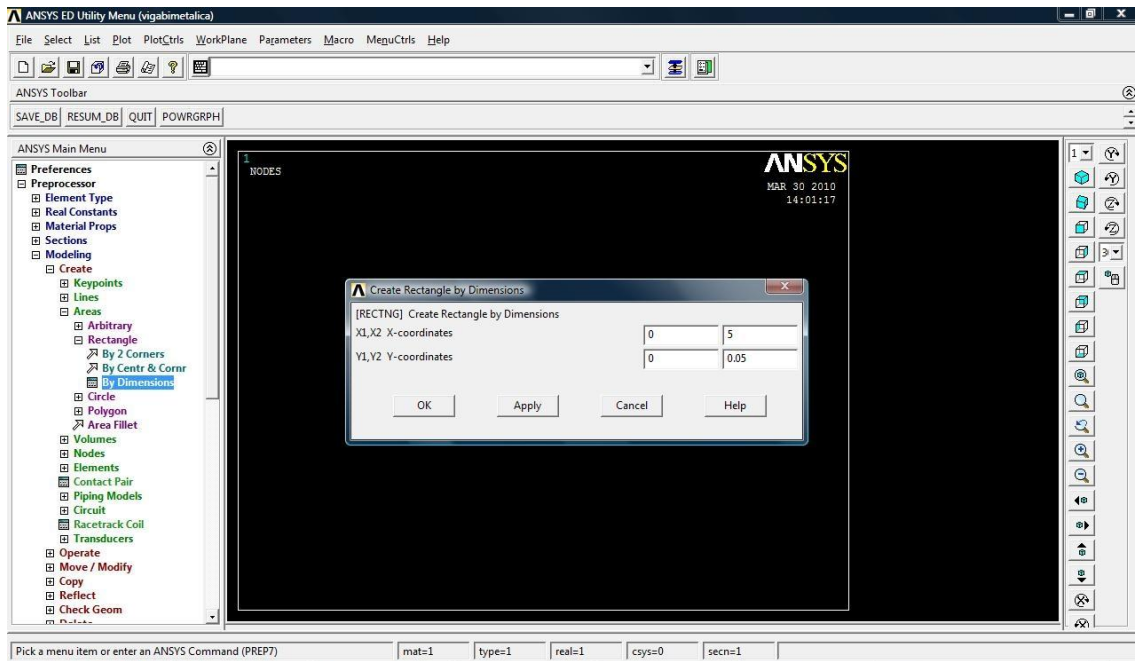 ANSYS ED Utility Menu (vigabimetalica)
File Select List Plot PlotCtrls WorkPlane Parameters Macro MenuCtrls Help
ANSYS Toolbar
SAVE_DB RESUM_DB QUIT POWRGRPH
ANSYS Main Menu
Preferences
Preprocessor
Element Type
Real Constants
Material Props
Sections
Modeling
Create
Keypoints
Lines
Areas
Arbitrary
Rectangle
By 2 Corners
By Centr & Cornr
By Dimensions
Circle
Polygon
Area Fillet
Volumes
Nodes
Elements
Contact Pair
Piping Models
Circuit
Racetrack Coil
Transducers
Operate
Move / Modify
Copy
Reflect
Check Geom
1
NODES
ANSYS
MAR 30 2010
14:01:17
Create Rectangle by Dimensions
[RECTNG] Create Rectangle by Dimensions
X1,X2 X-coordinates 0 5
Y1,Y2 Y-coordinates 0 0.05
OK Apply Cancel Help
1
Pick a menu item or enter an ANSYS Command (PREP7) mat=1 type=1 real=1 csys=0 secn=1